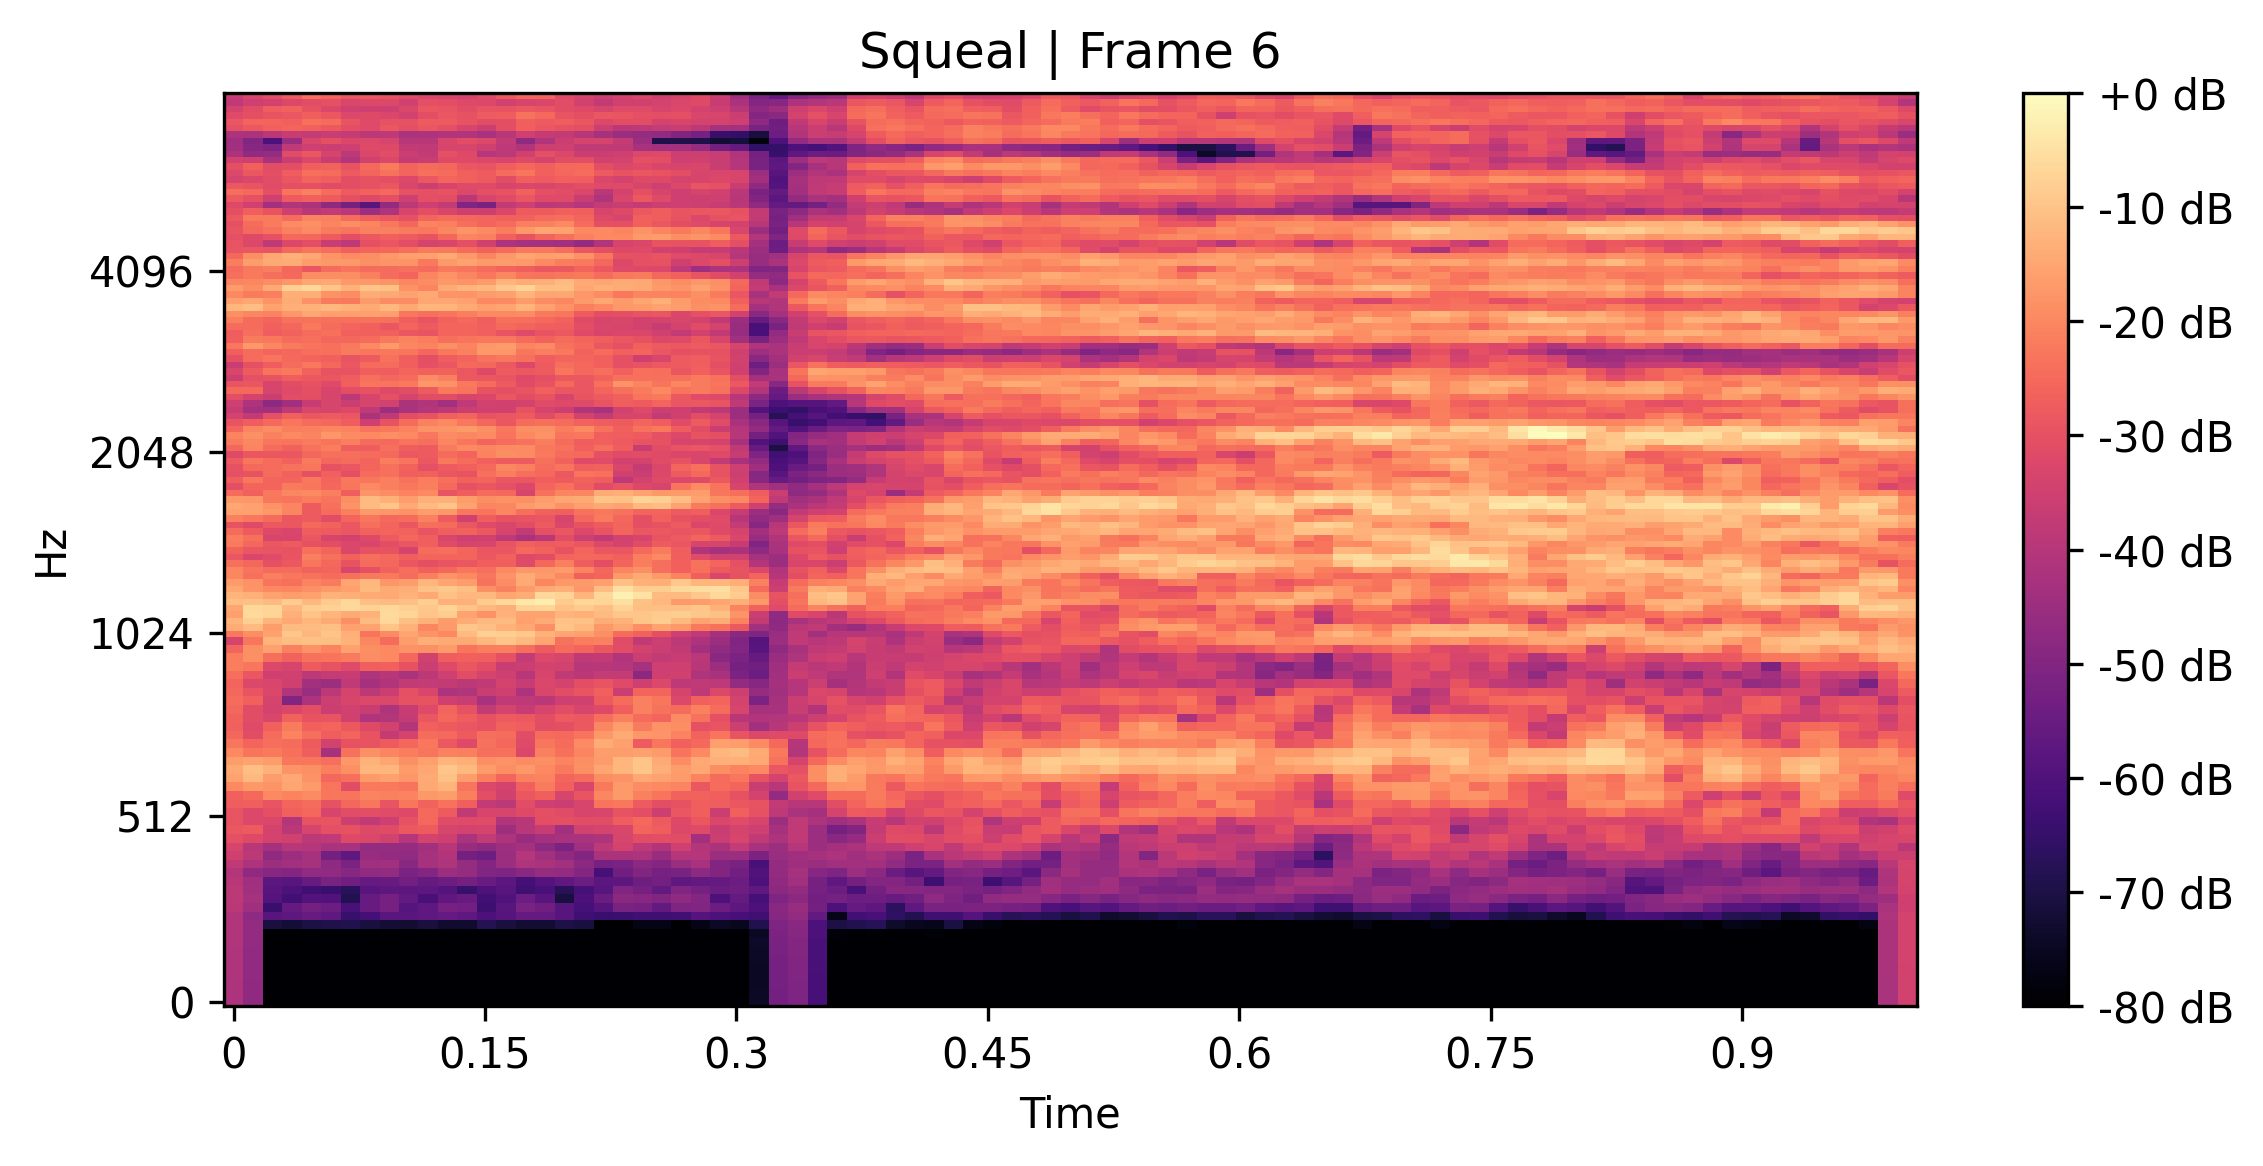 Squeal | Frame 6
+0 dB
-10 dB
-20 dB
-30 dB
-40 dB
-50 dB
-60 dB
-70 dB
-80 dB
Hz
4096
2048
1024
512
0
0 0.15 0.3 0.45 0.6 0.75 0.9
Time